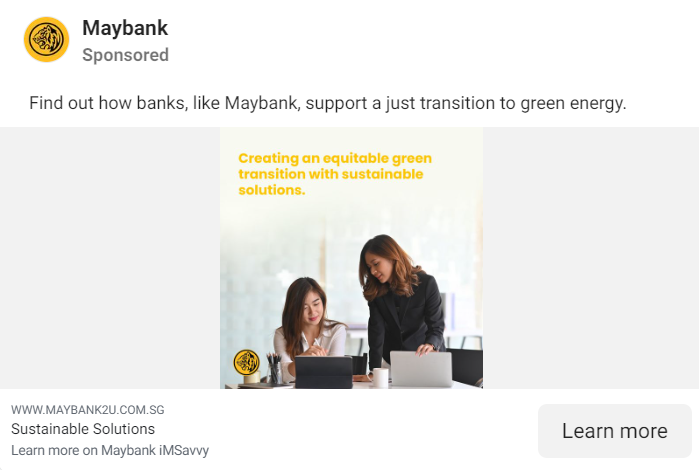 Maybank
Sponsored
Find out how banks, like Maybank, support a just transition to green energy.
Creating an equitable green
transition with sustainable
solutions.
WWW.MAYBANK2U.COM.SG
Sustainable Solutions
Learn more on Maybank iMSavvy
Learn more